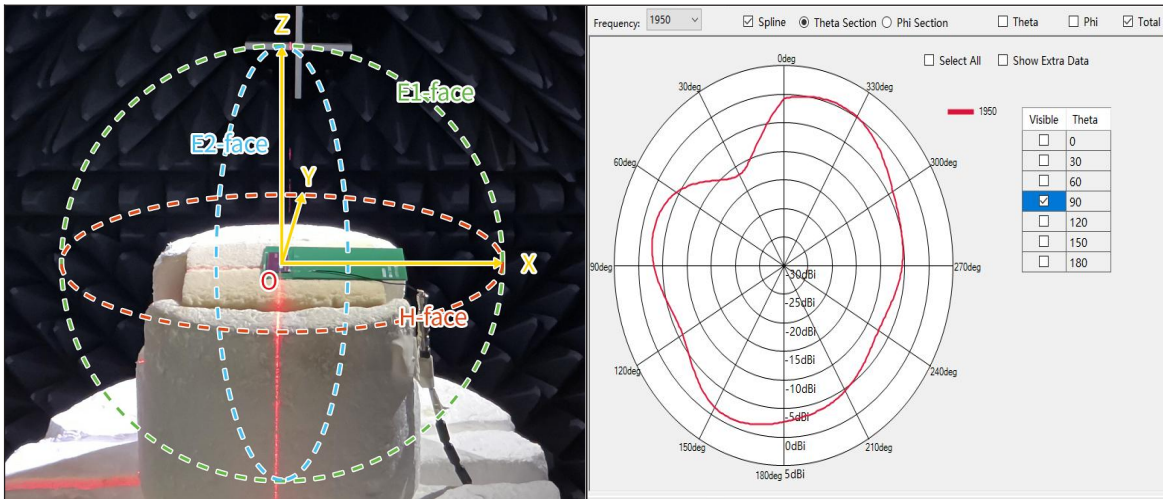 Z
E1-face
E2-face
Y
X
O
H-face
Frequency: 1950 Spline Theta Section Phi Section Theta Phi Total
Select All Show Extra Data
1950
Visible Theta
0
30
60
90
120
150
180
0deg
30deg
330deg
60deg
300deg
90deg
270deg
120deg
240deg
150deg
210deg
180deg
-30dBi
-25dBi
-20dBi
-15dBi
-10dBi
-5dBi
0dBi
5dBi